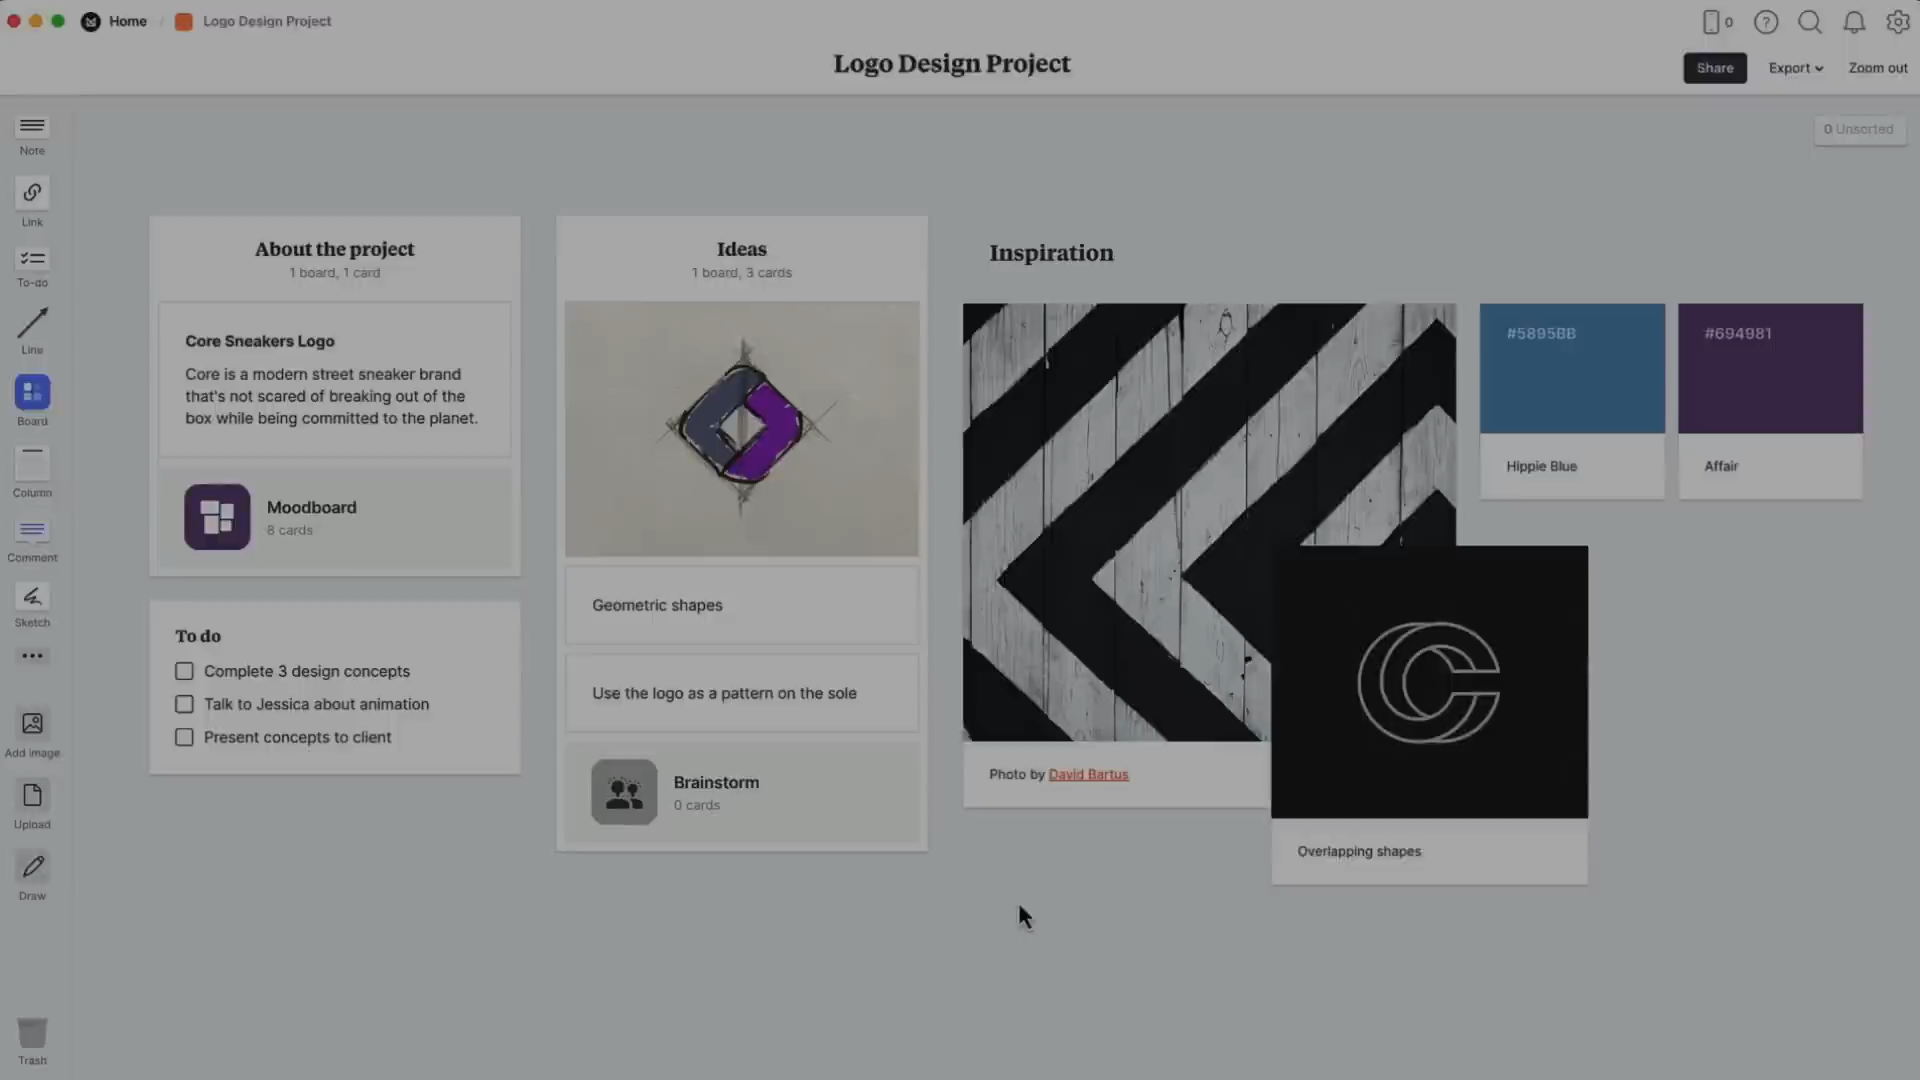 Home / Logo Design Project
0
Logo Design Project
Share
Export
Zoom out
0 Unsorted
Note
Link
To-do
Line
Board
Column
Comment
Sketch
Add image
Upload
Draw
Trash
About the project
1 board, 1 card
Core Sneakers Logo
Core is a modern street sneaker brand
that's not scared of breaking out of the
box while being committed to the planet.
Moodboard
8 cards
To do
Complete 3 design concepts
Talk to Jessica about animation
Present concepts to client
Ideas
1 board, 3 cards
Geometric shapes
Use the logo as a pattern on the sole
Brainstorm
0 cards
Inspiration
Photo by David Bartus
#5895BB
Hippie Blue
#694981
Affair
Overlapping shapes